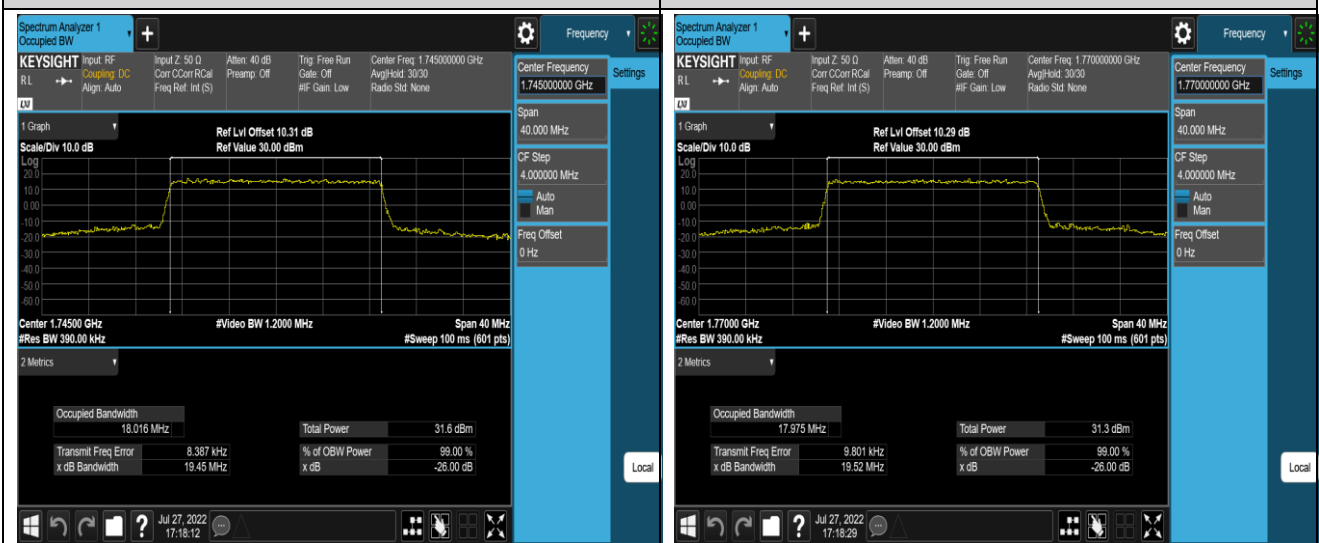 Spectrum Analyzer 1
Occupied BW
+
Frequency
KEYSIGHT
RL
LXI
Input: RF
Coupling: DC
Align: Auto
Input Z: 50 Ω
Corr CCorr RCal
Freq Ref: Int (S)
Atten: 40 dB
Preamp: Off
Trig: Free Run
Gate: Off
#IF Gain: Low
Center Freq: 1.745000000 GHz
Avg|Hold: 30/30
Radio Std: None
Center Frequency
1.745000000 GHz
Settings
Span
40.000 MHz
CF Step
4.000000 MHz
Auto
Man
Freq Offset
0 Hz
Local
1 Graph
Ref Lvl Offset 10.31 dB
Scale/Div 10.0 dB
Ref Value 30.00 dBm
Log
20.0
10.0
0.00
-10.0
-20.0
-30.0
-40.0
-50.0
-60.0
Center 1.74500 GHz
#Video BW 1.2000 MHz
Span 40 MHz
#Res BW 390.00 kHz
#Sweep 100 ms (601 pts)
2 Metrics
Occupied Bandwidth
18.016 MHz
Total Power 31.6 dBm
Transmit Freq Error 8.387 kHz
% of OBW Power 99.00 %
x dB Bandwidth 19.45 MHz
x dB -26.00 dB
?
Jul 27, 2022
17:18:12
Spectrum Analyzer 1
Occupied BW
+
Frequency
KEYSIGHT
RL
LXI
Input: RF
Coupling: DC
Align: Auto
Input Z: 50 Ω
Corr CCorr RCal
Freq Ref: Int (S)
Atten: 40 dB
Preamp: Off
Trig: Free Run
Gate: Off
#IF Gain: Low
Center Freq: 1.770000000 GHz
Avg|Hold: 30/30
Radio Std: None
Center Frequency
1.770000000 GHz
Settings
Span
40.000 MHz
CF Step
4.000000 MHz
Auto
Man
Freq Offset
0 Hz
Local
1 Graph
Ref Lvl Offset 10.29 dB
Scale/Div 10.0 dB
Ref Value 30.00 dBm
Log
20.0
10.0
0.00
-10.0
-20.0
-30.0
-40.0
-50.0
-60.0
Center 1.77000 GHz
#Video BW 1.2000 MHz
Span 40 MHz
#Res BW 390.00 kHz
#Sweep 100 ms (601 pts)
2 Metrics
Occupied Bandwidth
17.975 MHz
Total Power 31.3 dBm
Transmit Freq Error 9.801 kHz
% of OBW Power 99.00 %
x dB Bandwidth 19.52 MHz
x dB -26.00 dB
?
Jul 27, 2022
17:18:29